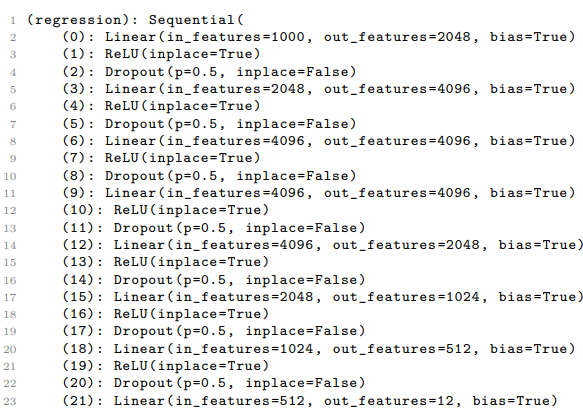 1 (regression): Sequential(
2 (0): Linear(in_features=1000, out_features=2048, bias=True)
3 (1): ReLU(inplace=True)
4 (2): Dropout(p=0.5, inplace=False)
5 (3): Linear(in_features=2048, out_features=4096, bias=True)
6 (4): ReLU(inplace=True)
7 (5): Dropout(p=0.5, inplace=False)
8 (6): Linear(in_features=4096, out_features=4096, bias=True)
9 (7): ReLU(inplace=True)
10 (8): Dropout(p=0.5, inplace=False)
11 (9): Linear(in_features=4096, out_features=4096, bias=True)
12 (10): ReLU(inplace=True)
13 (11): Dropout(p=0.5, inplace=False)
14 (12): Linear(in_features=4096, out_features=2048, bias=True)
15 (13): ReLU(inplace=True)
16 (14): Dropout(p=0.5, inplace=False)
17 (15): Linear(in_features=2048, out_features=1024, bias=True)
18 (16): ReLU(inplace=True)
19 (17): Dropout(p=0.5, inplace=False)
20 (18): Linear(in_features=1024, out_features=512, bias=True)
21 (19): ReLU(inplace=True)
22 (20): Dropout(p=0.5, inplace=False)
23 (21): Linear(in_features=512, out_features=12, bias=True)